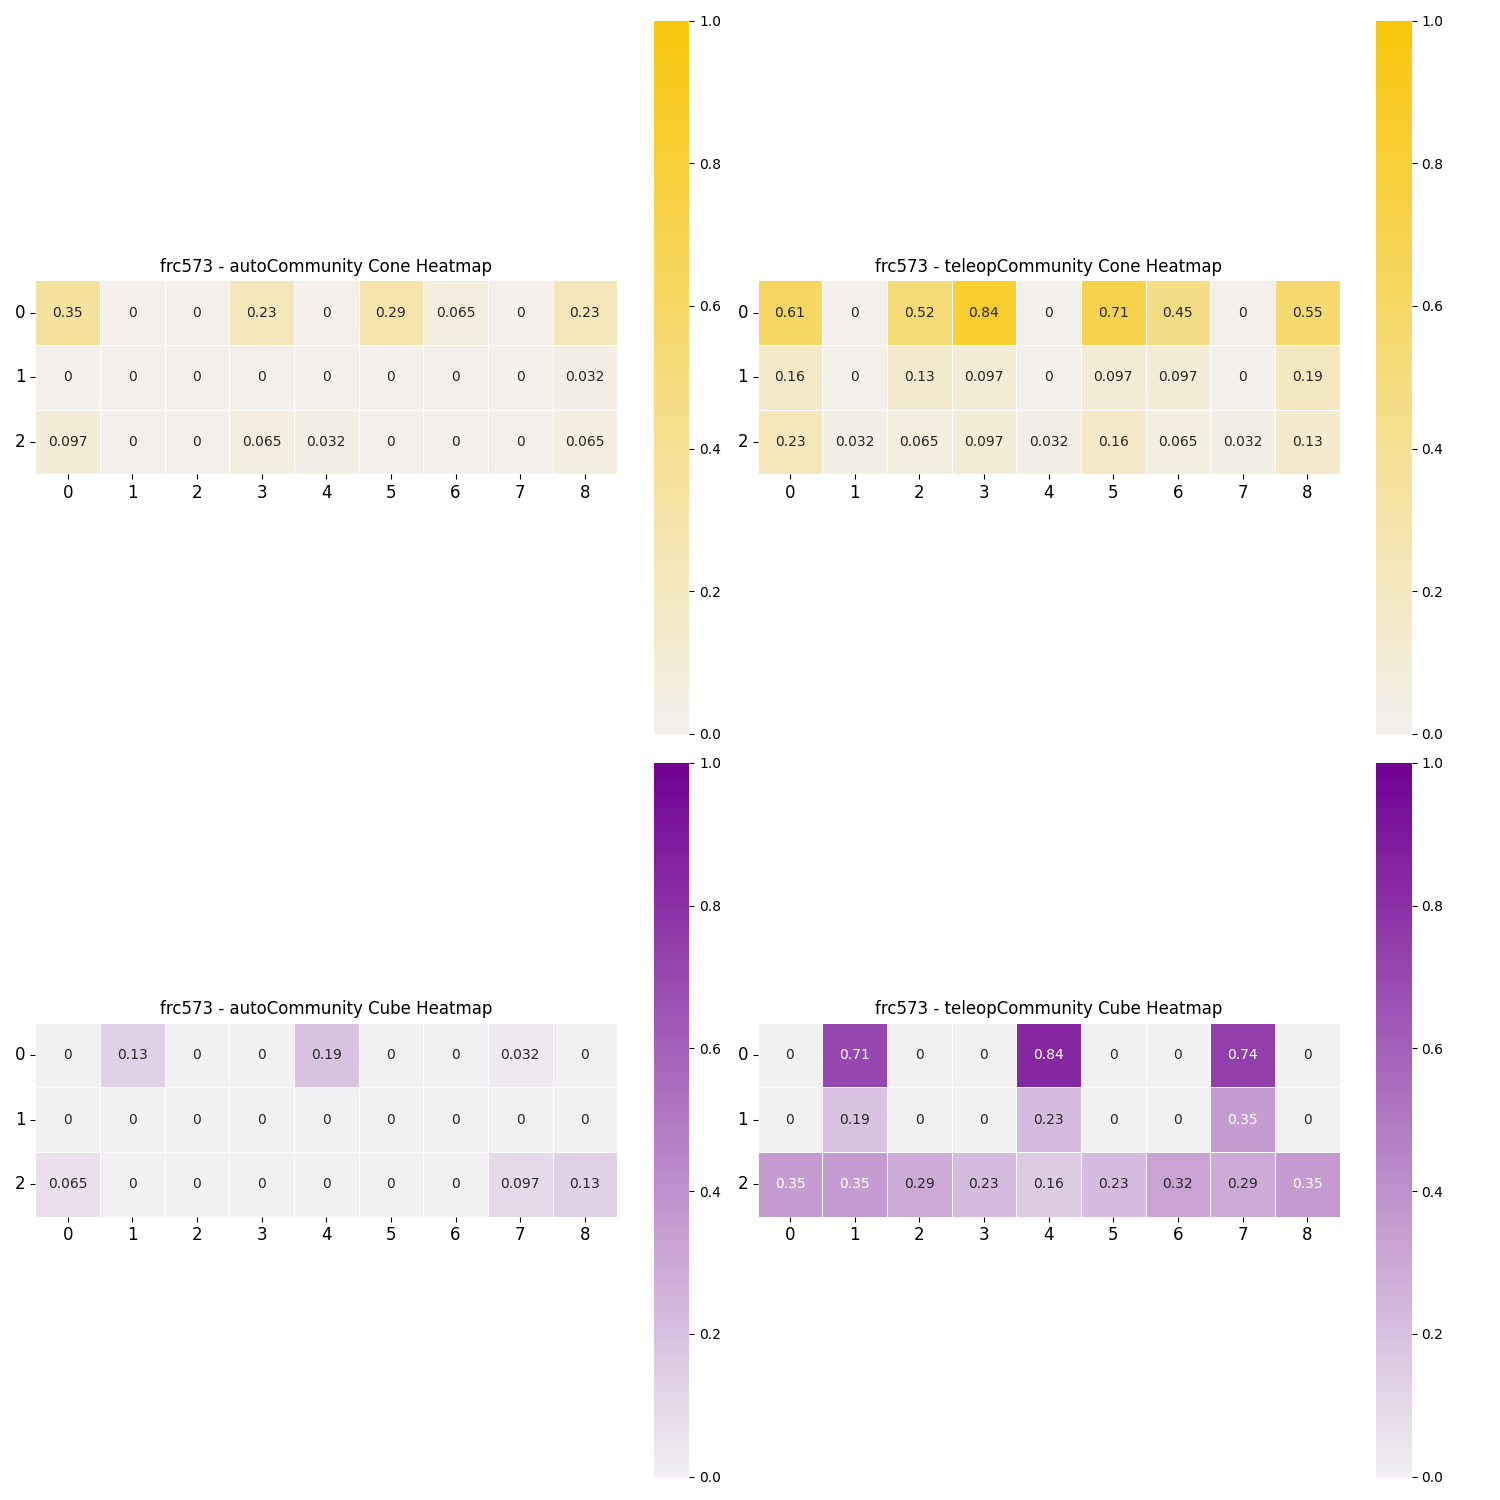 frc573 - autoCommunity Cone Heatmap
0 0.35 0 0 0.23 0 0.29 0.065 0 0.23
1 0 0 0 0 0 0 0 0 0.032
2 0.097 0 0 0.065 0.032 0 0 0 0.065
0 1 2 3 4 5 6 7 8
1.0
0.8
0.6
0.4
0.2
0.0
frc573 - teleopCommunity Cone Heatmap
0 0.61 0 0.52 0.84 0 0.71 0.45 0 0.55
1 0.16 0 0.13 0.097 0 0.097 0.097 0 0.19
2 0.23 0.032 0.065 0.097 0.032 0.16 0.065 0.032 0.13
0 1 2 3 4 5 6 7 8
1.0
0.8
0.6
0.4
0.2
0.0
frc573 - autoCommunity Cube Heatmap
0 0 0.13 0 0 0.19 0 0 0.032 0
1 0 0 0 0 0 0 0 0 0
2 0.065 0 0 0 0 0 0 0.097 0.13
0 1 2 3 4 5 6 7 8
1.0
0.8
0.6
0.4
0.2
0.0
frc573 - teleopCommunity Cube Heatmap
0 0 0.71 0 0 0.84 0 0 0.74 0
1 0 0.19 0 0 0.23 0 0 0.35 0
2 0.35 0.35 0.29 0.23 0.16 0.23 0.32 0.29 0.35
0 1 2 3 4 5 6 7 8
1.0
0.8
0.6
0.4
0.2
0.0